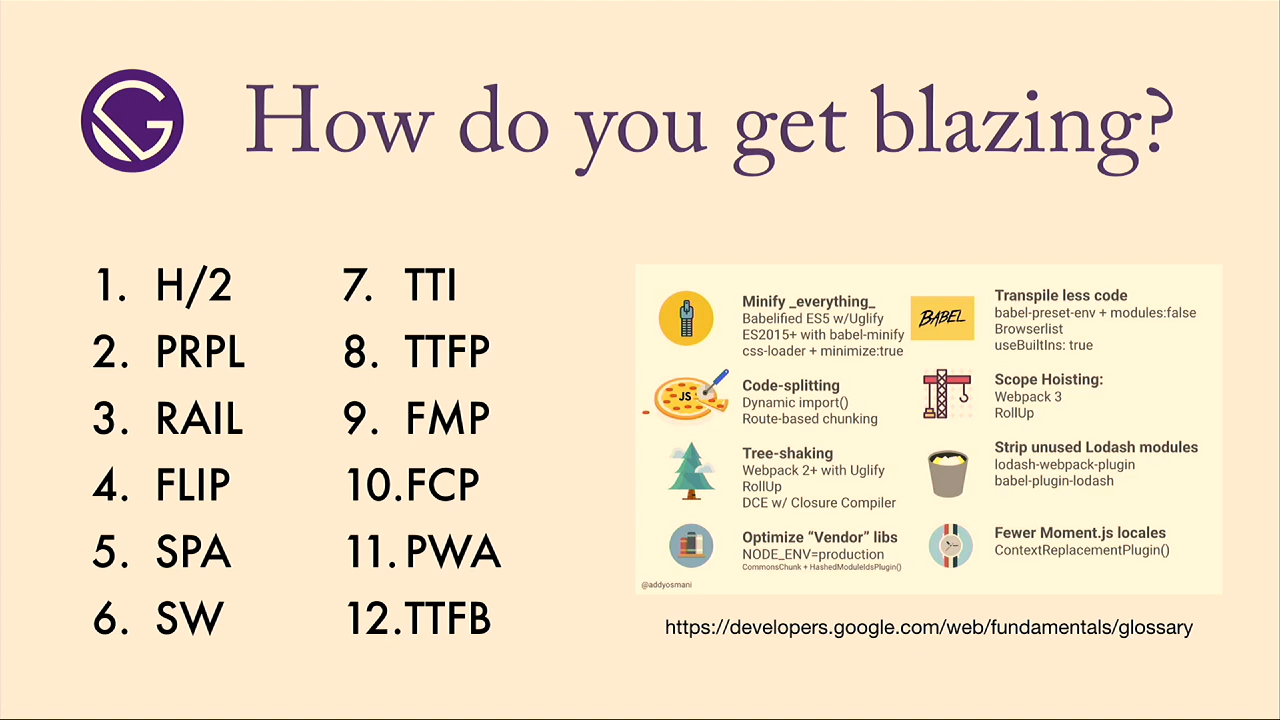 How do you get blazing?
1. H/2
2. PRPL
3. RAIL
4. FLIP
5. SPA
6. SW
7. TTI
8. TTFP
9. FMP
10. FCP
11. PWA
12. TTFB
Minify _everything_
Babelified ES5 w/Uglify
ES2015+ with babel-minify
css-loader + minimize:true
JS
Code-splitting
Dynamic import()
Route-based chunking
Tree-shaking
Webpack 2+ with Uglify
RollUp
DCE w/ Closure Compiler
Optimize “Vendor” libs
NODE_ENV=production
CommonsChunk + HashedModuleIdsPlugin()
@addyosmani
BABEL
Transpile less code
babel-preset-env + modules:false
Browserlist
useBuiltIns: true
Scope Hoisting:
Webpack 3
RollUp
Strip unused Lodash modules
lodash-webpack-plugin
babel-plugin-lodash
Fewer Moment.js locales
ContextReplacementPlugin()
https://developers.google.com/web/fundamentals/glossary